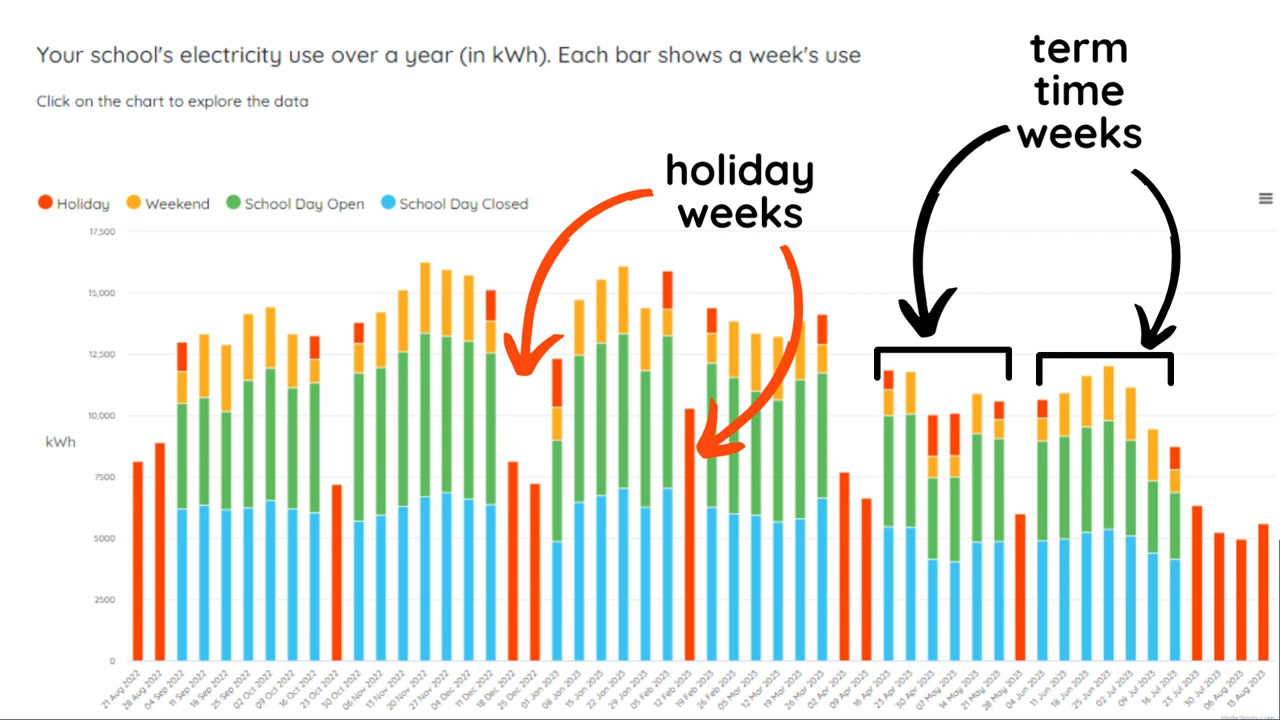 Your school's electricity use over a year (in kWh). Each bar shows a week's use
Click on the chart to explore the data
term
time
weeks
holiday
weeks
Holiday
Weekend
School Day Open
School Day Closed
17,500
15,000
12,500
10,000
kWh
7500
5000
2500
0
21 Aug 2022
28 Aug 2022
04 Sep 2022
11 Sep 2022
18 Sep 2022
25 Sep 2022
02 Oct 2022
09 Oct 2022
16 Oct 2022
23 Oct 2022
30 Oct 2022
06 Nov 2022
13 Nov 2022
20 Nov 2022
27 Nov 2022
04 Dec 2022
11 Dec 2022
18 Dec 2022
25 Dec 2022
01 Jan 2023
08 Jan 2023
15 Jan 2023
22 Jan 2023
29 Jan 2023
05 Feb 2023
12 Feb 2023
19 Feb 2023
26 Feb 2023
05 Mar 2023
12 Mar 2023
19 Mar 2023
26 Mar 2023
02 Apr 2023
09 Apr 2023
16 Apr 2023
23 Apr 2023
30 Apr 2023
07 May 2023
14 May 2023
21 May 2023
28 May 2023
04 Jun 2023
11 Jun 2023
18 Jun 2023
25 Jun 2023
02 Jul 2023
09 Jul 2023
16 Jul 2023
23 Jul 2023
30 Jul 2023
06 Aug 2023
13 Aug 2023